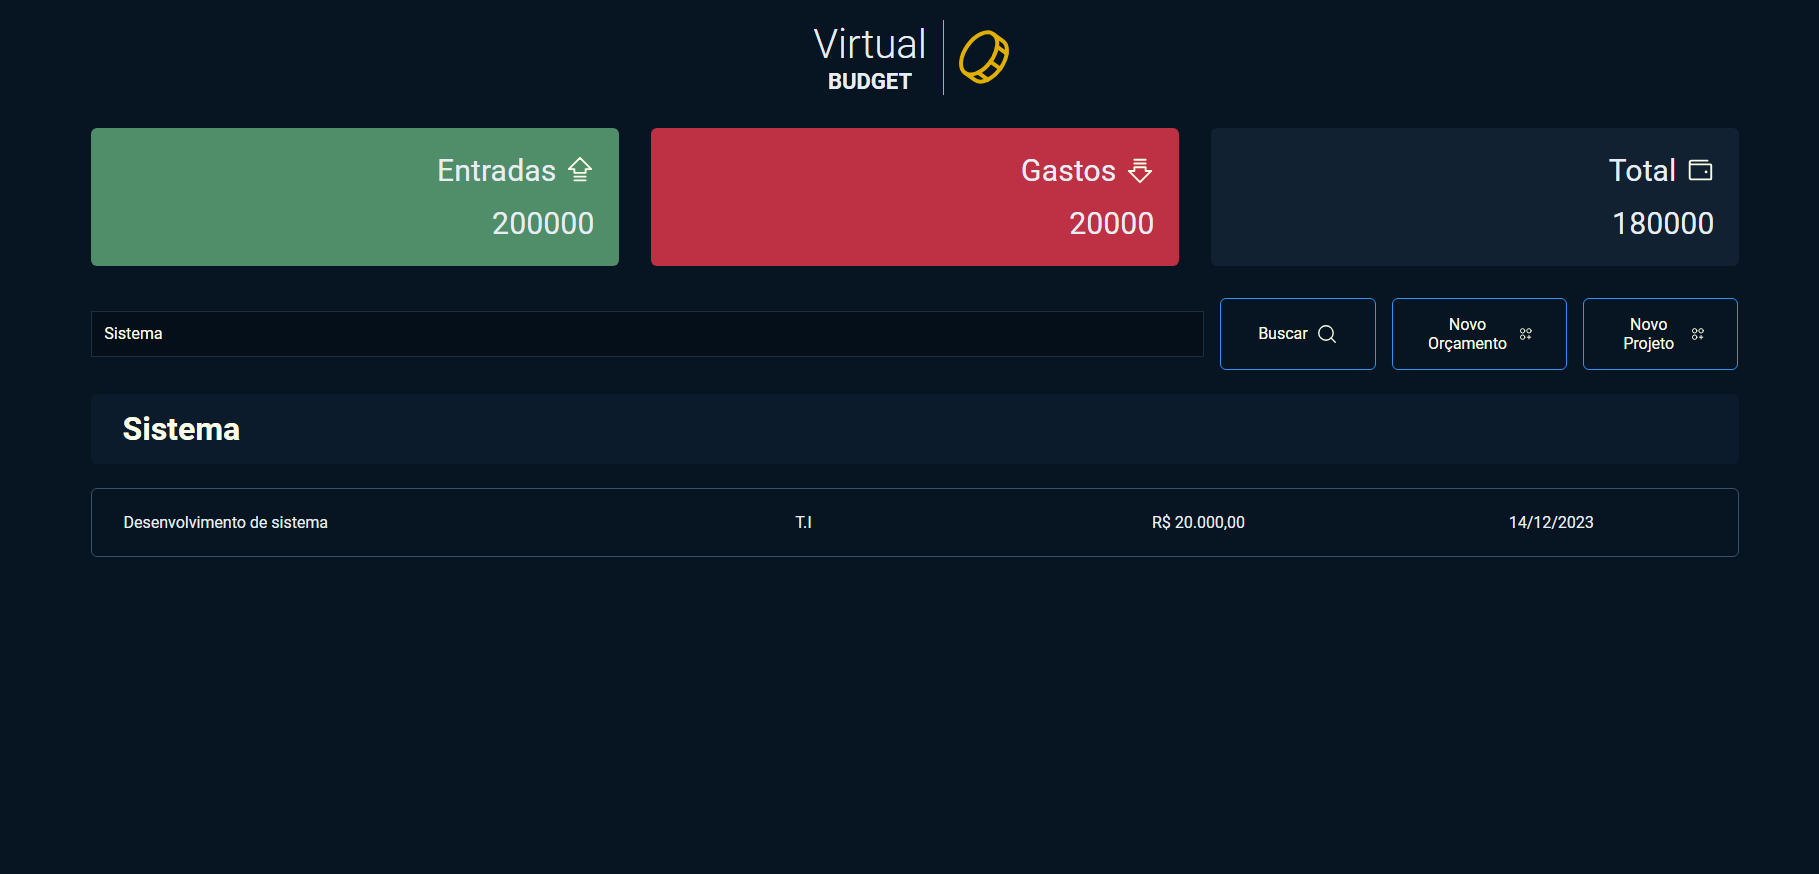 Virtual
BUDGET
Entradas
200000
Gastos
20000
Total
180000
Sistema
Buscar
Novo
Orçamento
Novo
Projeto
Sistema
Desenvolvimento de sistema T.I R$ 20.000,00 14/12/2023